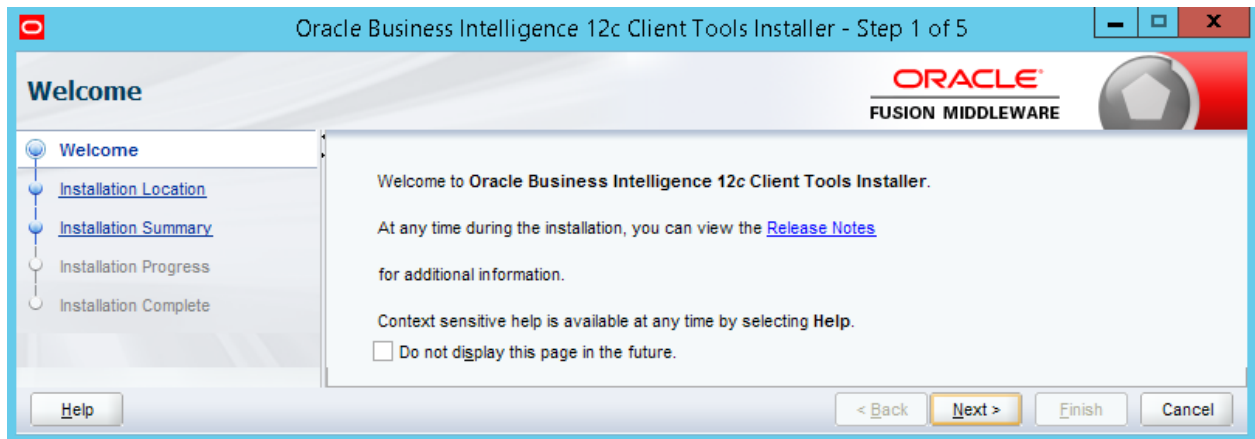 Oracle Business Intelligence 12c Client Tools Installer - Step 1 of 5
Welcome
ORACLE
FUSION MIDDLEWARE
Welcome
Installation Location
Installation Summary
Installation Progress
Installation Complete
Welcome to Oracle Business Intelligence 12c Client Tools Installer.
At any time during the installation, you can view the Release Notes
for additional information.
Context sensitive help is available at any time by selecting Help.
Do not display this page in the future.
Help
< Back
Next >
Finish
Cancel